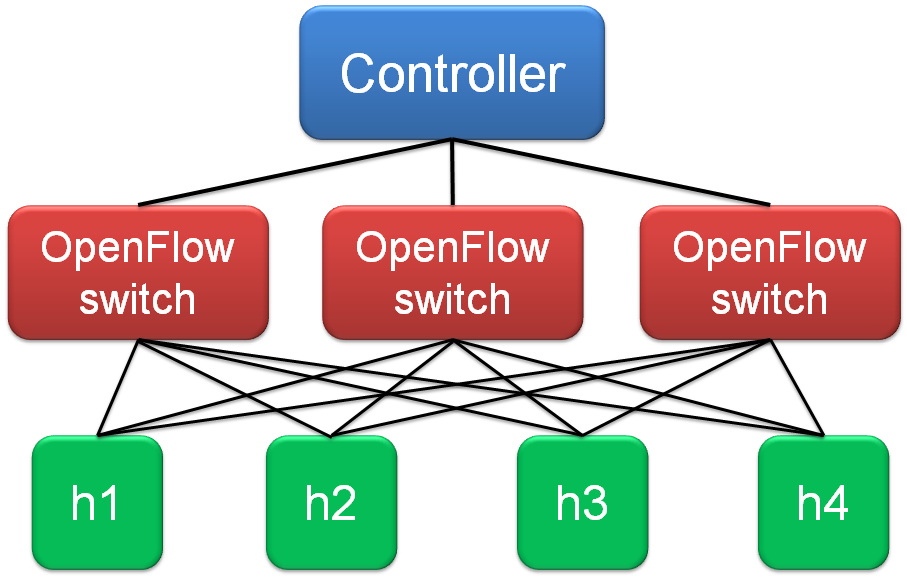 Controller
OpenFlow
switch
OpenFlow
switch
OpenFlow
switch
h1
h2
h3
h4